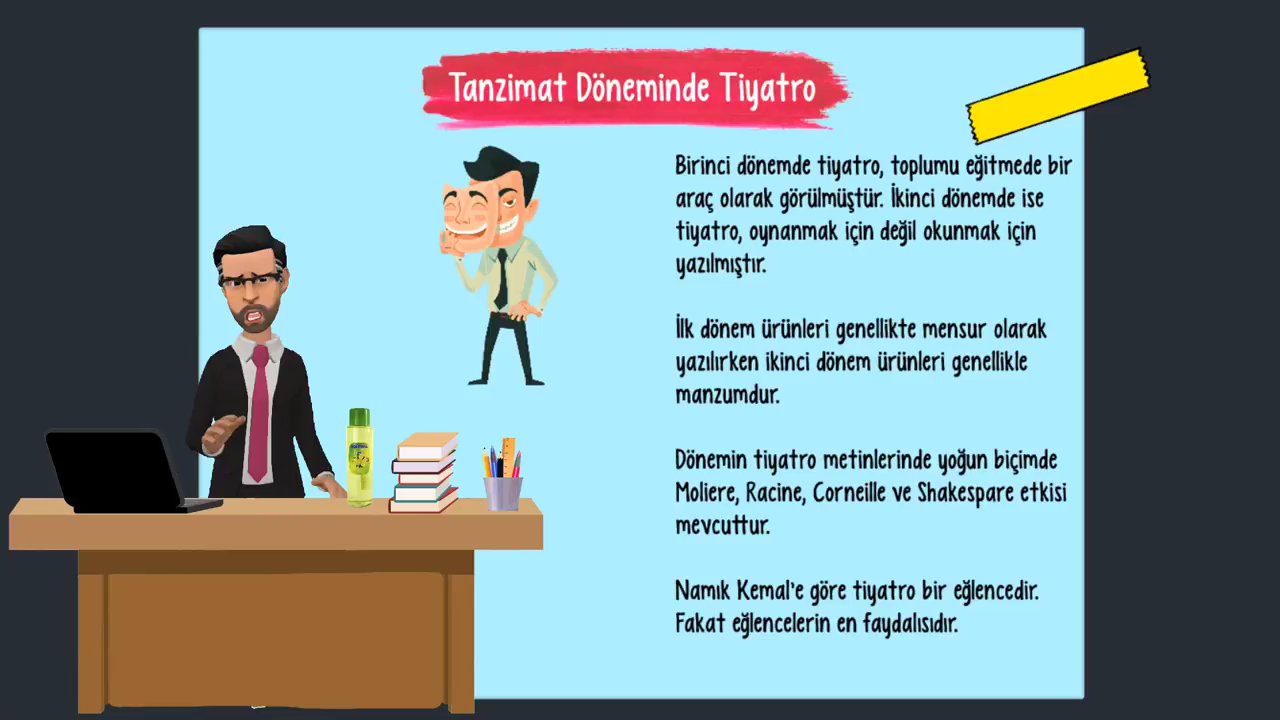 Tanzimat Döneminde Tiyatro
Birinci dönemde tiyatro, toplumu eğitmede bir
araç olarak görülmüştür. İkinci dönemde ise
tiyatro, oynanmak için değil okunmak için
yazılmıştır.
İlk dönem ürünleri genellikte mensur olarak
yazılırken ikinci dönem ürünleri genellikle
manzumdur.
Dönemin tiyatro metinlerinde yoğun biçimde
Moliere, Racine, Corneille ve Shakespare etkisi
mevcuttur.
Namık Kemal'e göre tiyatro bir eğlencedir.
Fakat eğlencelerin en faydalısıdır.